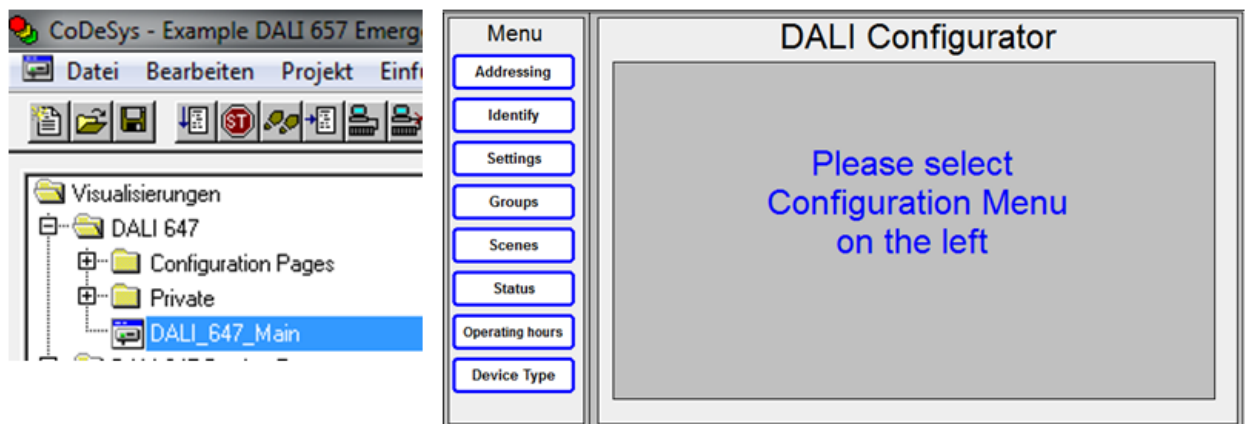 CoDeSys - Example DALI 657 Emerg
Datei Bearbeiten Projekt Einfü
ST
Visualisierungen
DALI 647
Configuration Pages
Private
DALI_647_Main
Menu
Addressing
Identify
Settings
Groups
Scenes
Status
Operating hours
Device Type
DALI Configurator
Please select
Configuration Menu
on the left